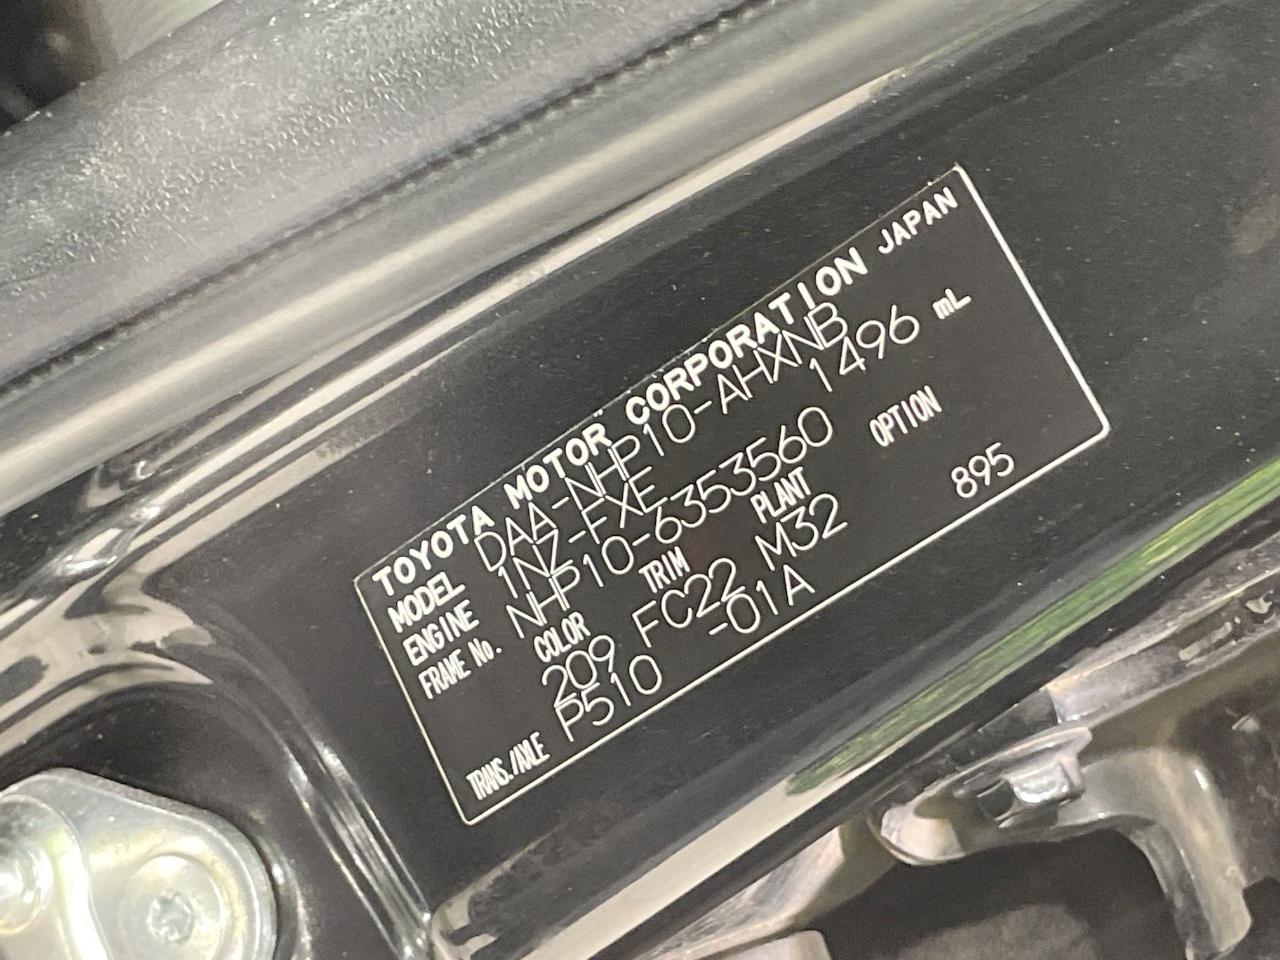 TOYOTA MOTOR CORPORATION JAPAN
MODEL DAA-NHP10-AHXNB
ENGINE 1NZ-FXE 1496 mL
FRAME No. NHP10-6353560
COLOR TRIM PLANT OPTION
209 FC22 M32 895
TRANS./AXLE P510 -01A